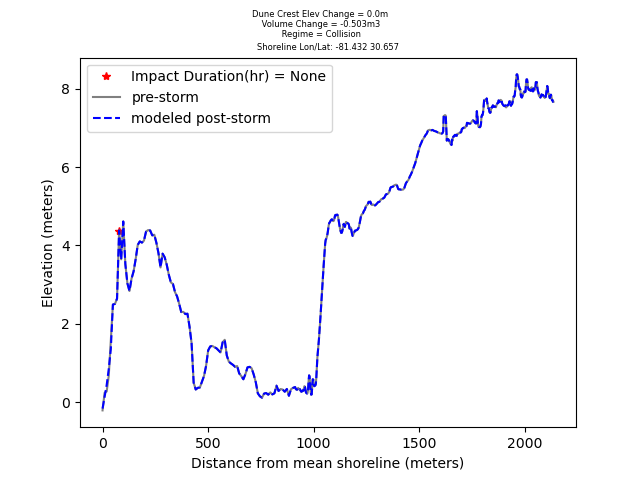 Dune Crest Elev Change = 0.0m
Volume Change = -0.503m3
Regime = Collision
Shoreline Lon/Lat: -81.432 30.657
Impact Duration(hr) = None
pre-storm
modeled post-storm
8
6
4
2
0
Elevation (meters)
0 500 1000 1500 2000
Distance from mean shoreline (meters)